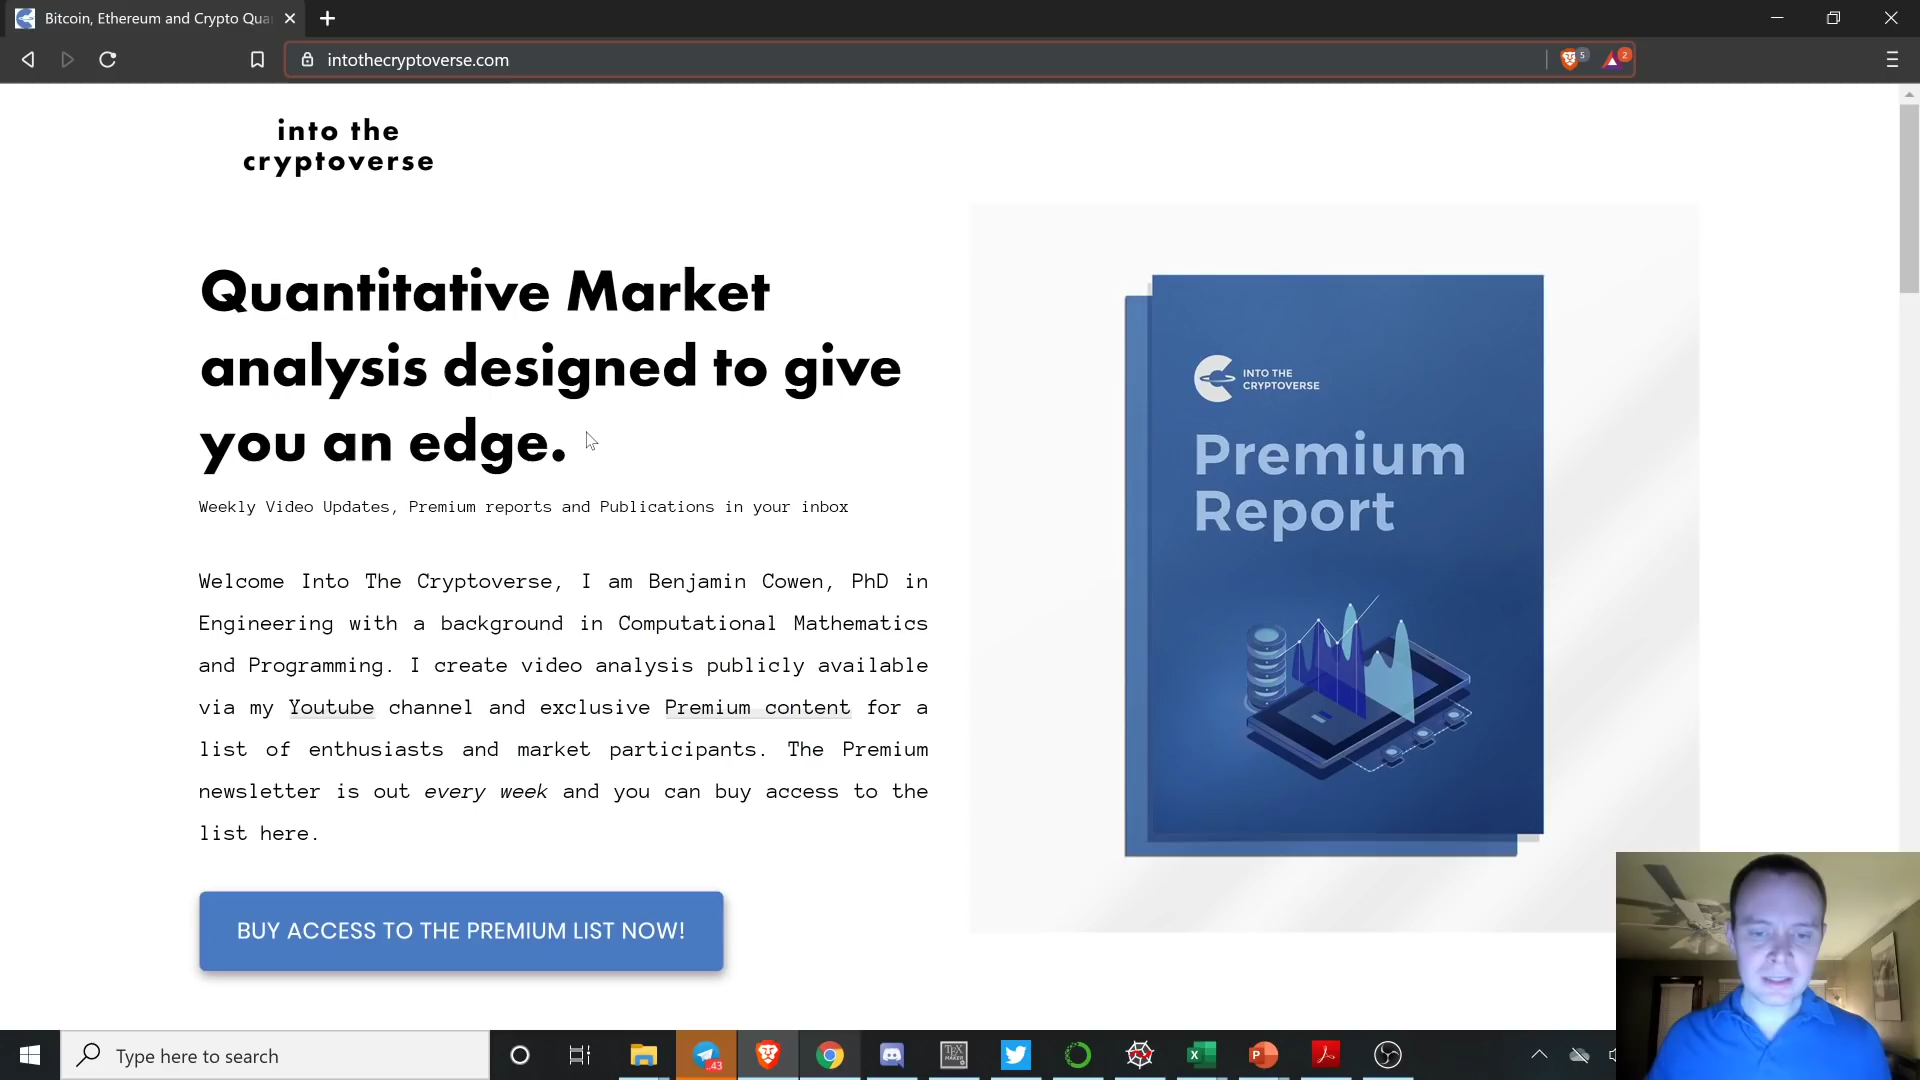 Bitcoin, Ethereum and Crypto Qua
intothecryptoverse.com
5
2
into the
cryptoverse
Quantitative Market
analysis designed to give
you an edge.
Weekly Video Updates, Premium reports and Publications in your inbox
Welcome Into The Cryptoverse, I am Benjamin Cowen, PhD in
Engineering with a background in Computational Mathematics
and Programming. I create video analysis publicly available
via my Youtube channel and exclusive Premium content for a
list of enthusiasts and market participants. The Premium
newsletter is out every week and you can buy access to the
list here.
BUY ACCESS TO THE PREMIUM LIST NOW!
INTO THE
CRYPTOVERSE
Premium
Report
Type here to search
..43
TEX
MAKER
X
P